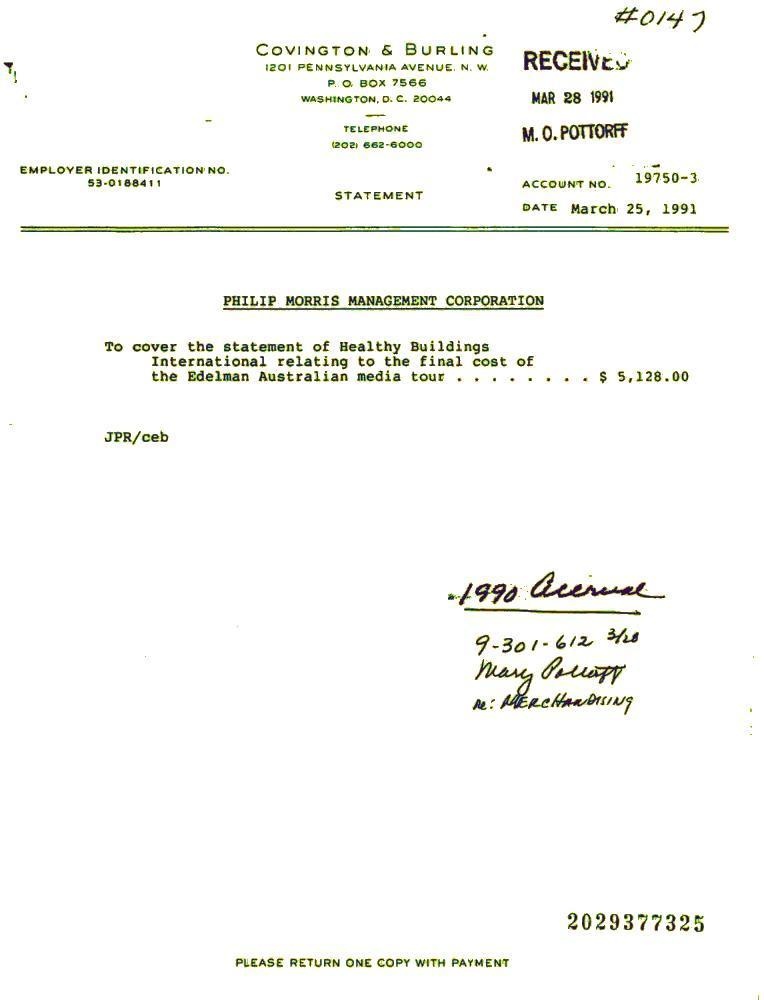 #0147
COVINGTON & BURLING
1201 PENNSYLVANIA AVENUE, N. W.
P. O. BOX 7566
WASHINGTON, D. C. 20044
TELEPHONE
(202) 662-6000
RECEIVED
MAR 28 1991
M. O. POTTORFF
EMPLOYER IDENTIFICATION NO.
53-0188411
STATEMENT
ACCOUNT NO. 19750-3
DATE March 25, 1991
PHILIP MORRIS MANAGEMENT CORPORATION
To cover the statement of Healthy Buildings
International relating to the final cost of
the Edelman Australian media tour . . . . . . . . $ 5,128.00
JPR/ceb
1990 accrual
9-301-612 3/28
Mary Pottorff
Re: MERCHANDISING
2029377325
PLEASE RETURN ONE COPY WITH PAYMENT